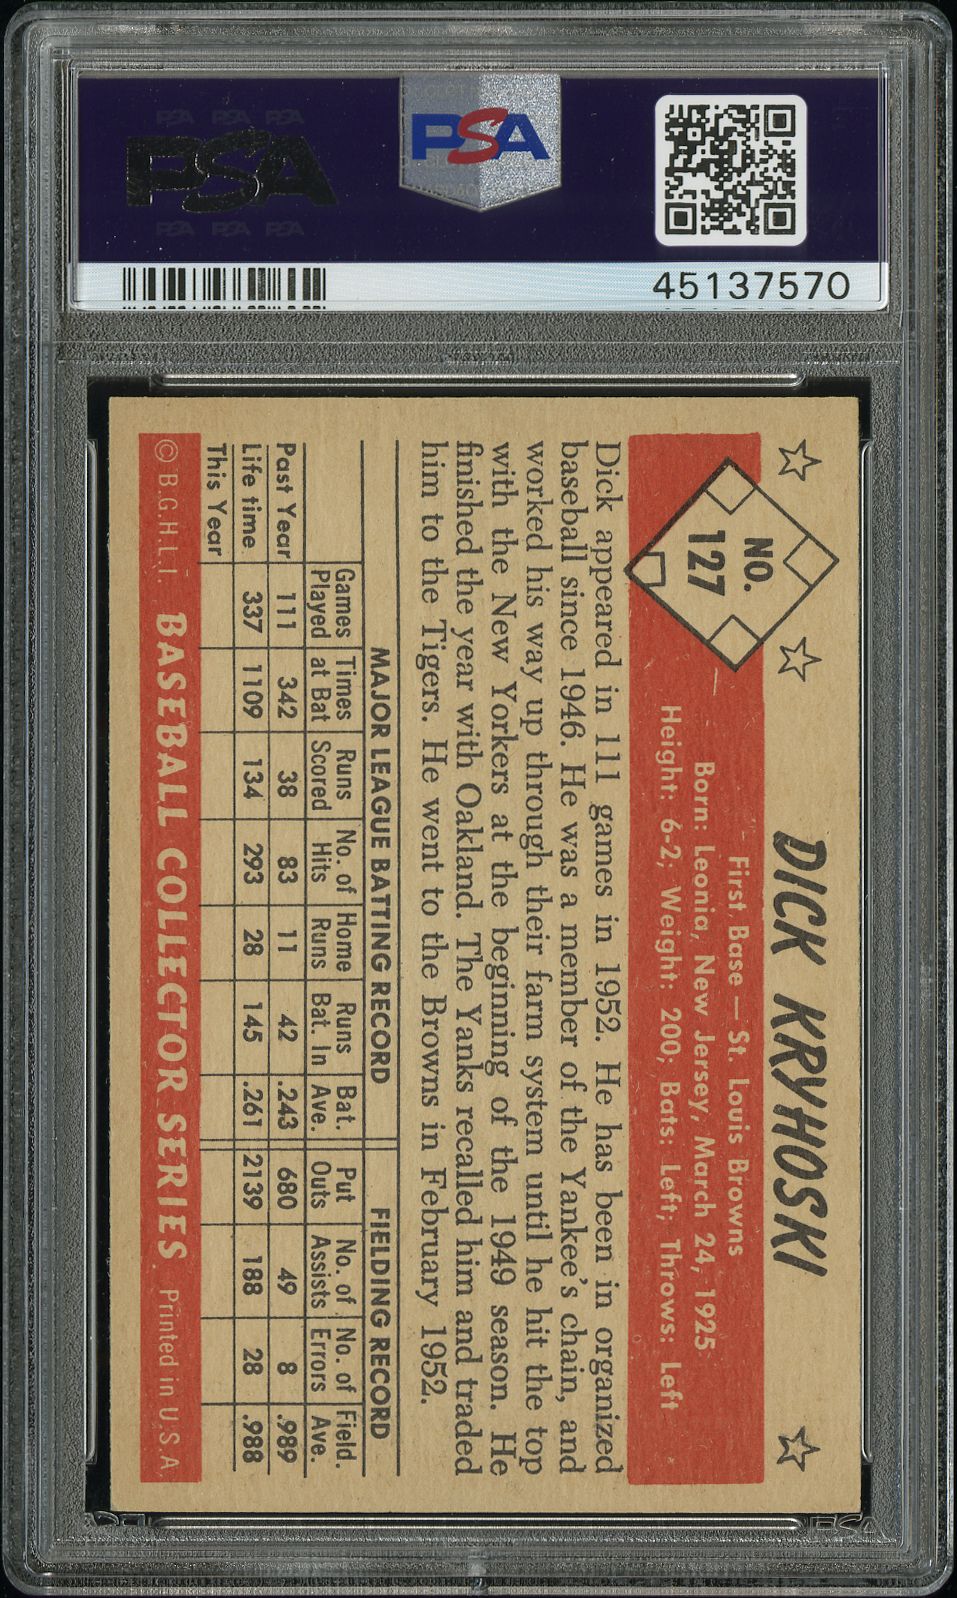 PSA PSA PSA
PSA
PSA PSA PSA
PSA
45137570
NO.
127
DICK KRYHOSKI
First Base — St. Louis Browns
Born: Leonia, New Jersey, March 24, 1925
Height: 6-2; Weight: 200; Bats: Left; Throws: Left
Dick appeared in 111 games in 1952. He has been in organized
baseball since 1946. He was a member of the Yankee's chain, and
worked his way up through their farm system until he hit the top
with the New Yorkers at the beginning of the 1949 season. He
finished the year with Oakland. The Yanks recalled him and traded
him to the Tigers. He went to the Browns in February 1952.
MAJOR LEAGUE BATTING RECORD FIELDING RECORD
Games Times Runs No. of Home Runs Bat. Put No. of No. of Field.
Played at Bat Scored Hits Runs Bat. In Ave. Outs Assists Errors Ave.
Past Year 111 342 38 83 11 42 .243 680 49 8 .989
Life time 337 1109 134 293 28 145 .261 2139 188 28 .988
This Year
© B.G.H.L.I. BASEBALL COLLECTOR SERIES Printed in U.S.A.